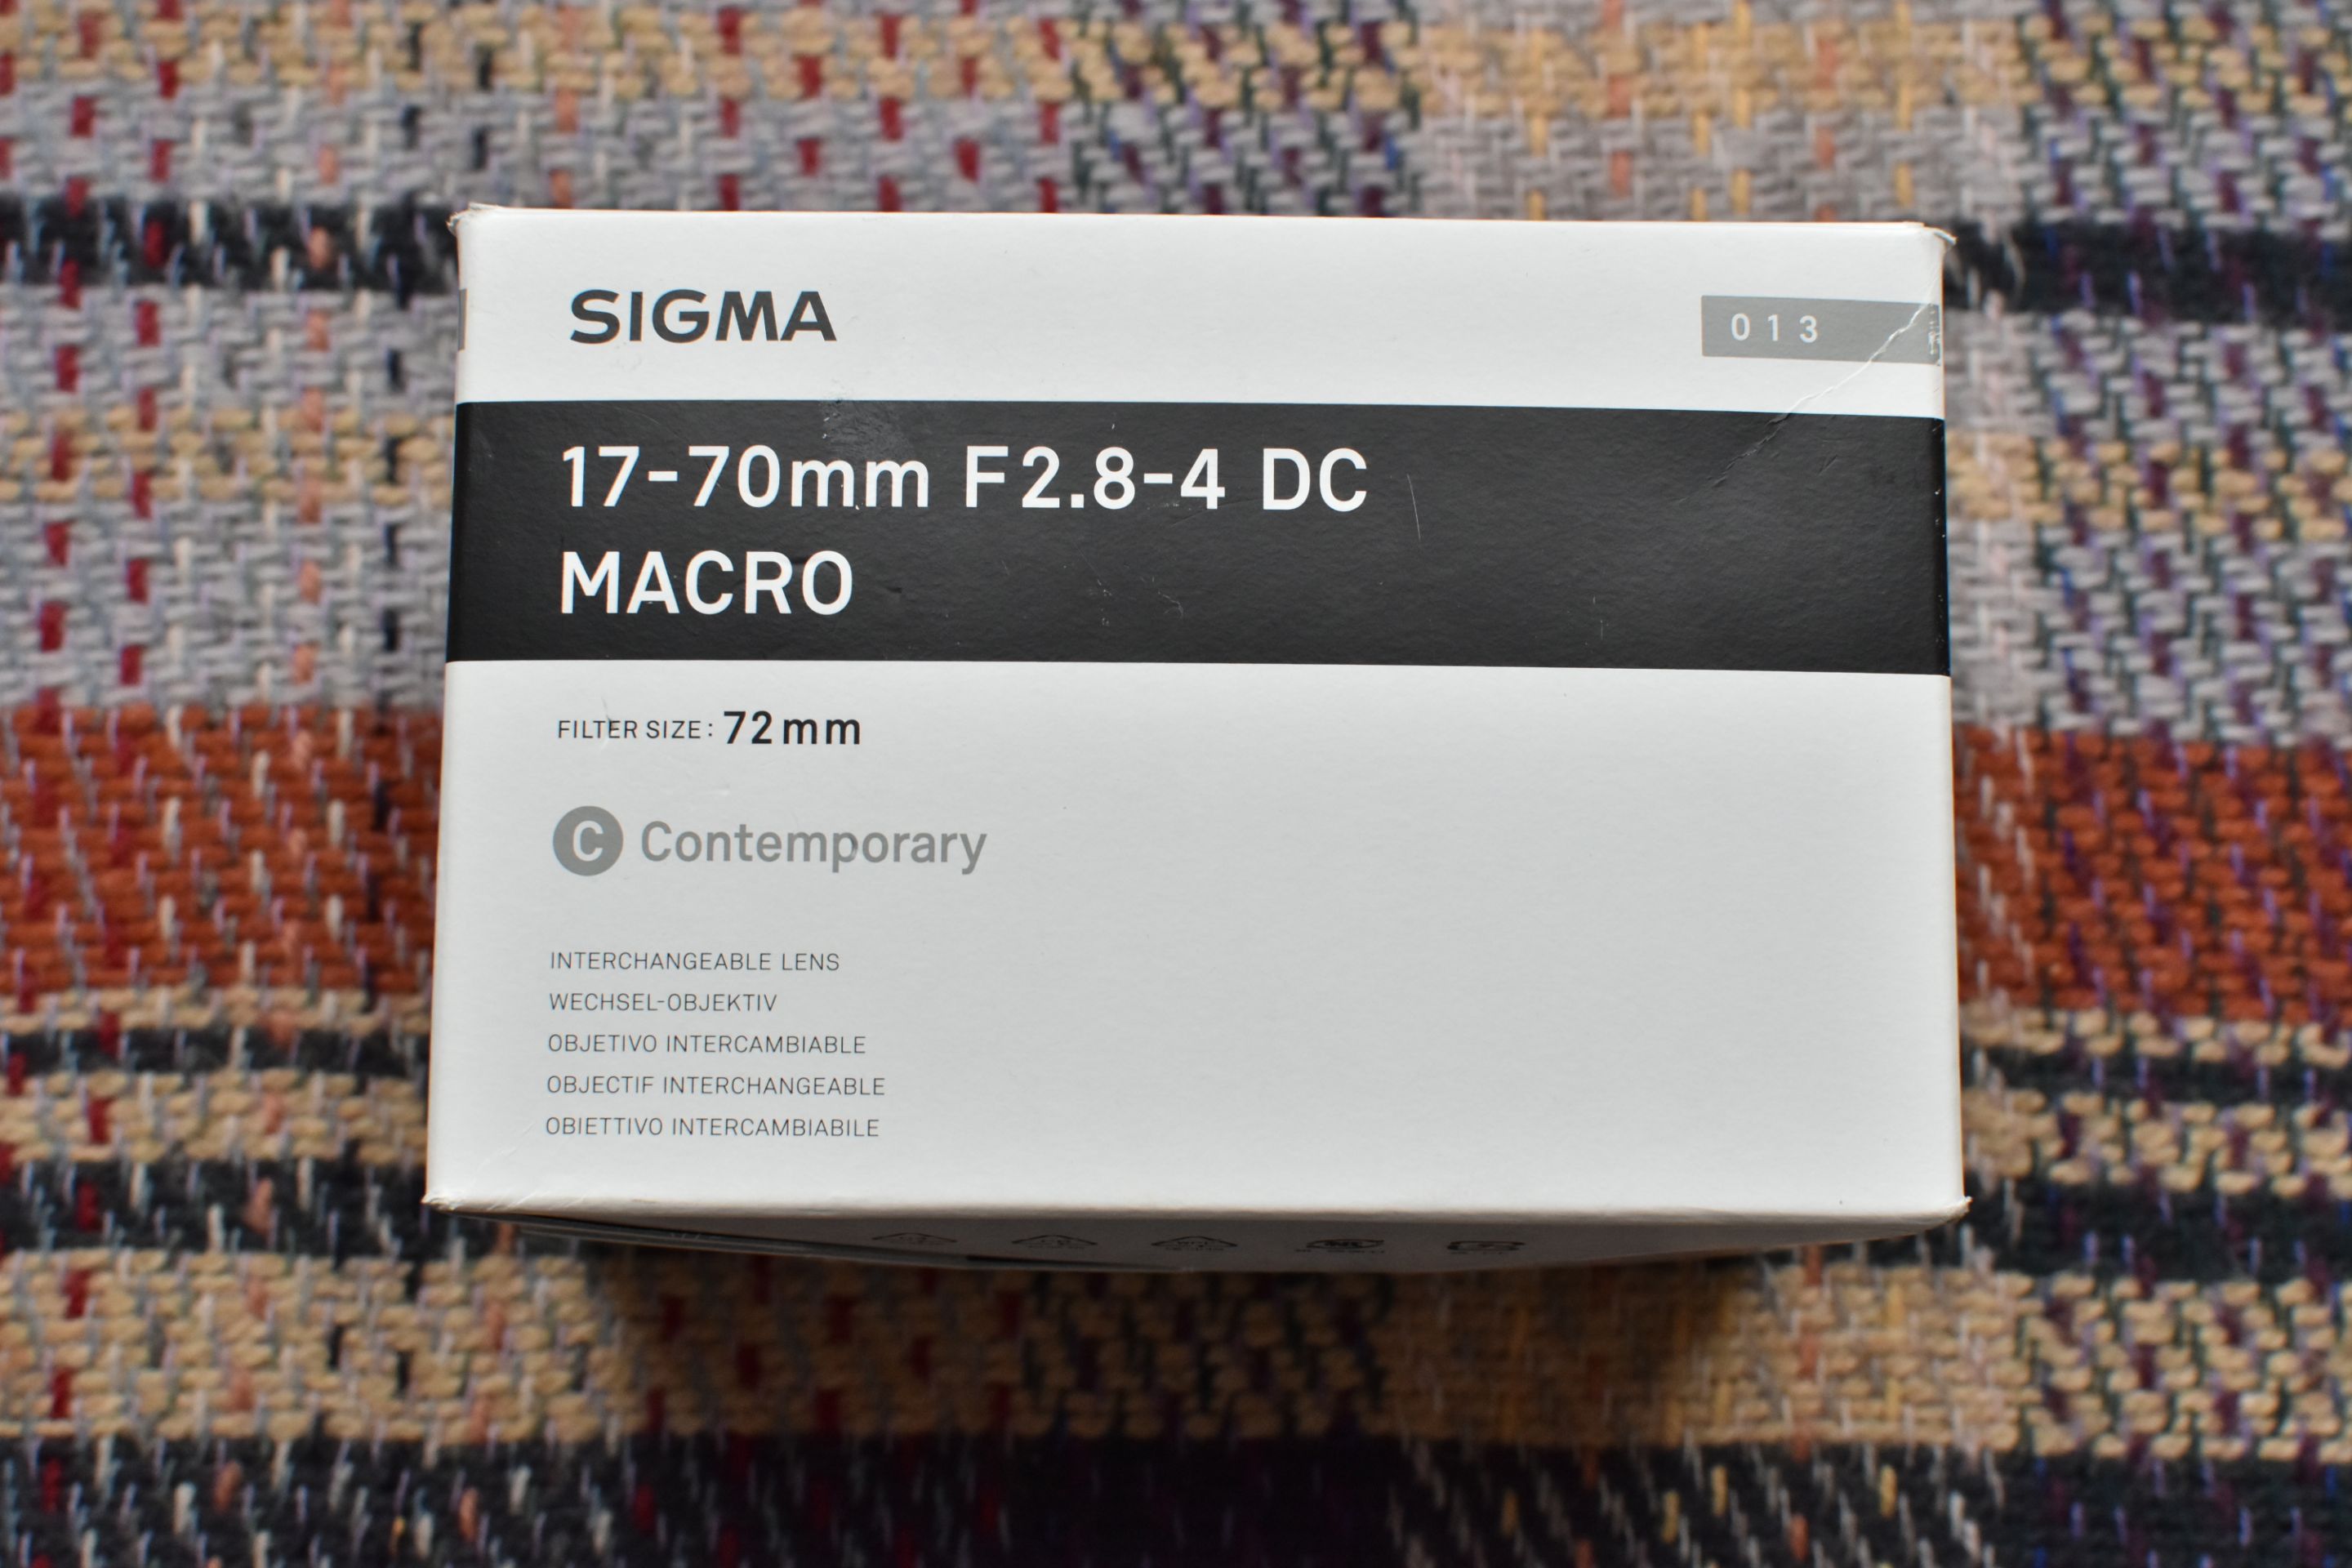 SIGMA
013
17-70mm F2.8-4 DC
MACRO
FILTER SIZE: 72mm
C Contemporary
INTERCHANGEABLE LENS
WECHSEL-OBJEKTIV
OBJETIVO INTERCAMBIABLE
OBJECTIF INTERCHANGEABLE
OBIETTIVO INTERCAMBIABILE